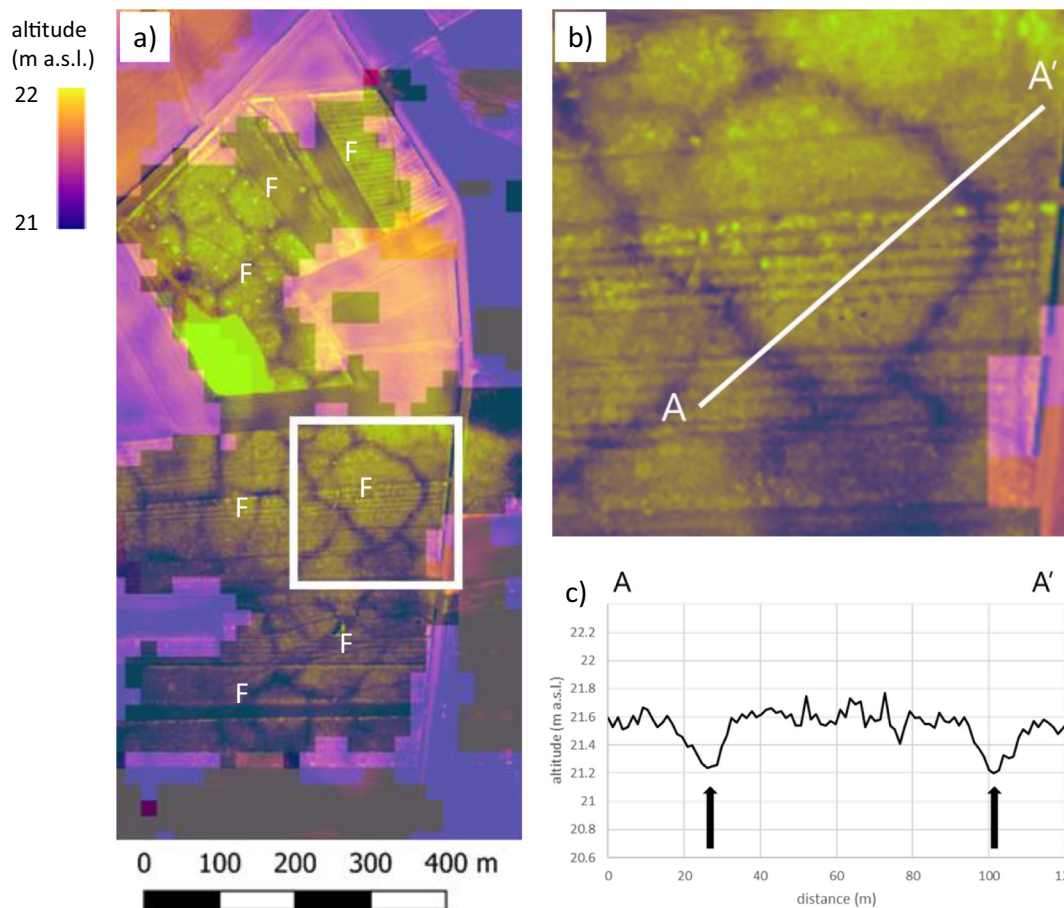 altitude
(m a.s.l.)
22
21
a)
F
F
F
F
F
F
F
0 100 200 300 400 m
b)
A'
A
c)
A A'
altitude (m a.s.l.)
22.2
22
21.8
21.6
21.4
21.2
21
20.8
20.6
0 20 40 60 80 100 120
distance (m)